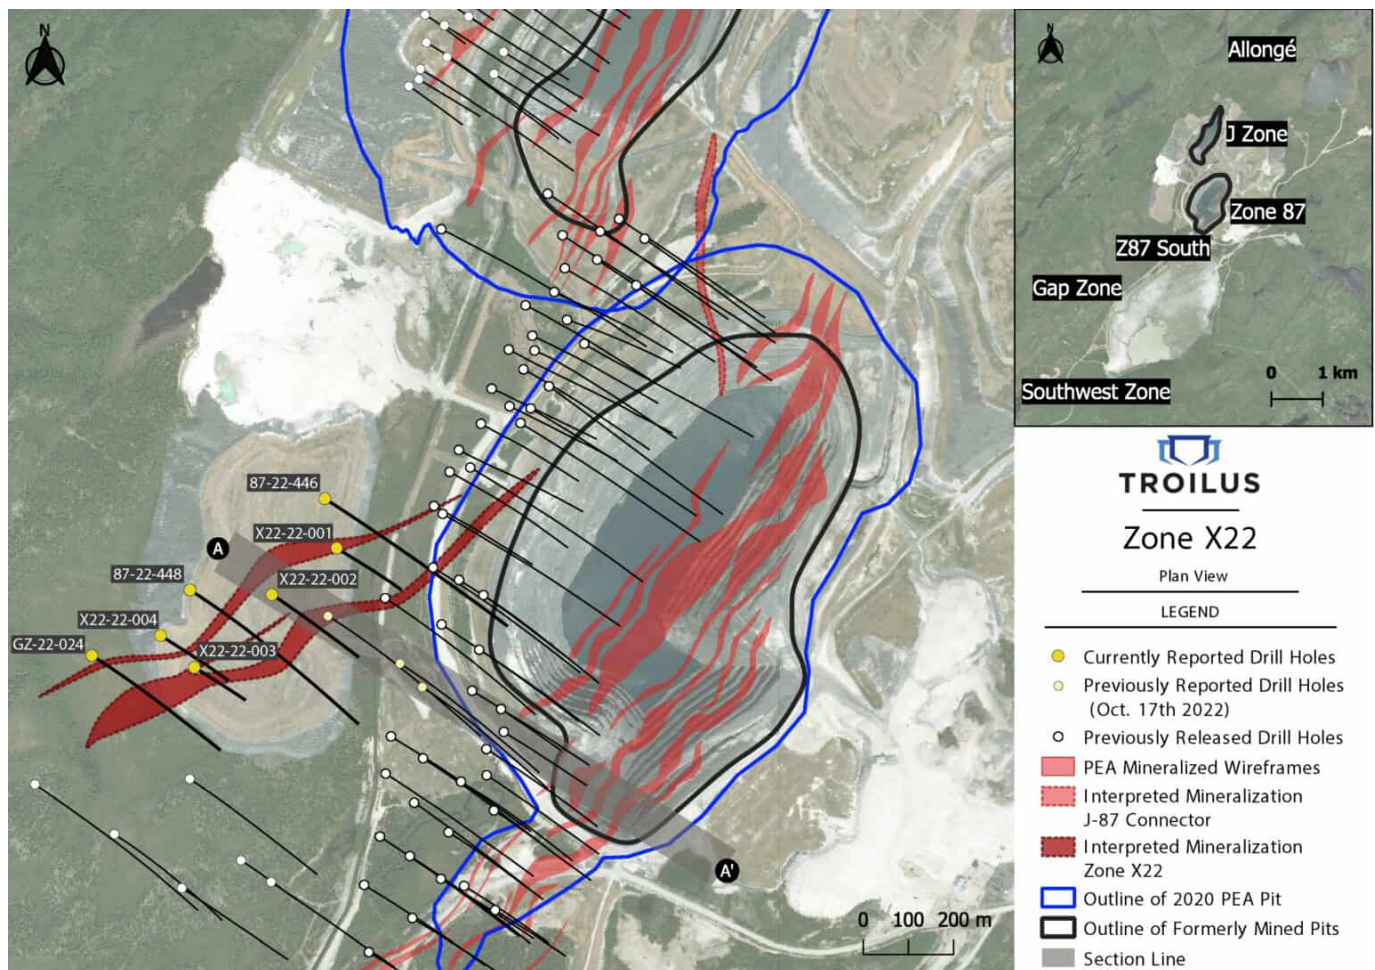 N
87-22-446
X22-22-001
A
X22-22-002
87-22-448
X22-22-004
GZ-22-024
X22-22-003
A'
0 100 200 m
N
Allongé
J Zone
Zone 87
Z87 South
Gap Zone
Southwest Zone
0 1 km
TROILUS
Zone X22
Plan View
LEGEND
Currently Reported Drill Holes
Previously Reported Drill Holes
(Oct. 17th 2022)
Previously Released Drill Holes
PEA Mineralized Wireframes
Interpreted Mineralization
J-87 Connector
Interpreted Mineralization
Zone X22
Outline of 2020 PEA Pit
Outline of Formerly Mined Pits
Section Line